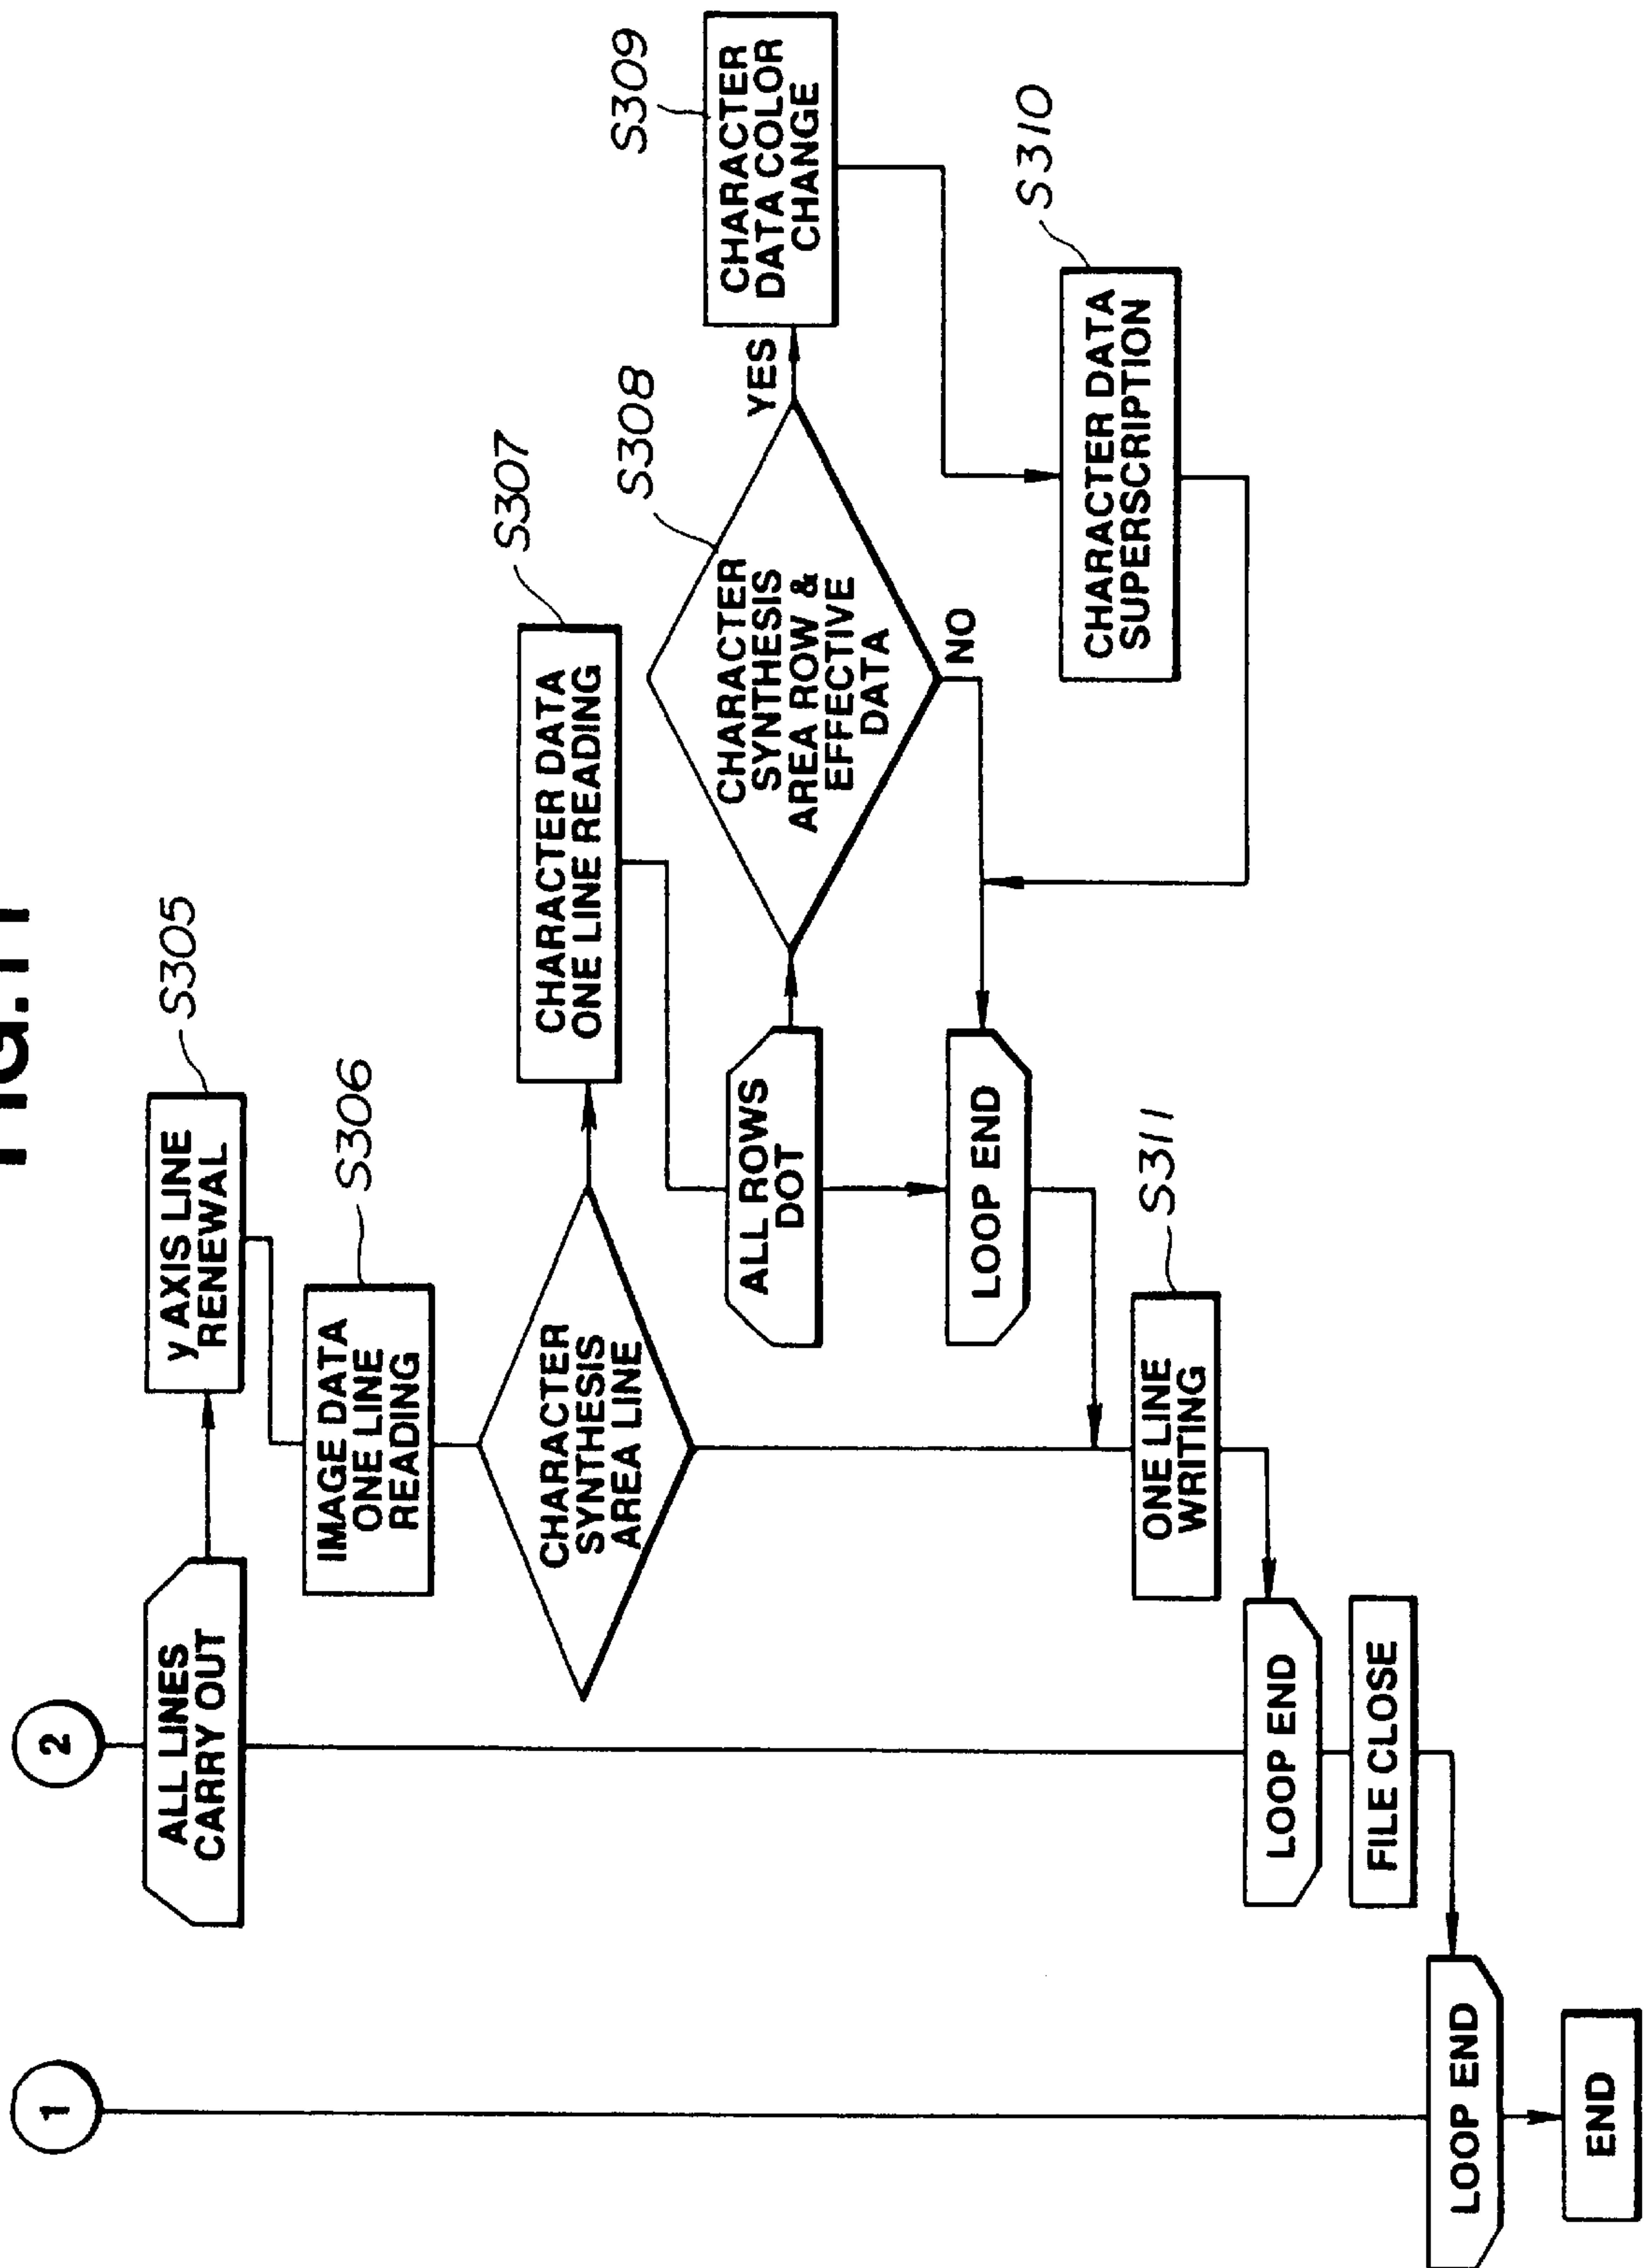 FIG.11
1
2
ALL LINES
CARRY OUT
y AXIS LINE
RENEWAL
S305
IMAGE DATA
ONE LINE
READING
S306
CHARACTER
SYNTHESIS
AREA LINE
CHARACTER DATA
ONE LINE READING
S307
ALL ROWS
DOT
CHARACTER
SYNTHESIS
AREA ROW &
EFFECTIVE
DATA
S308
YES
NO
CHARACTER
DATA COLOR
CHANGE
S309
CHARACTER DATA
SUPERSCRIPTION
S310
LOOP END
ONE LINE
WRITING
S311
LOOP END
FILE CLOSE
LOOP END
END